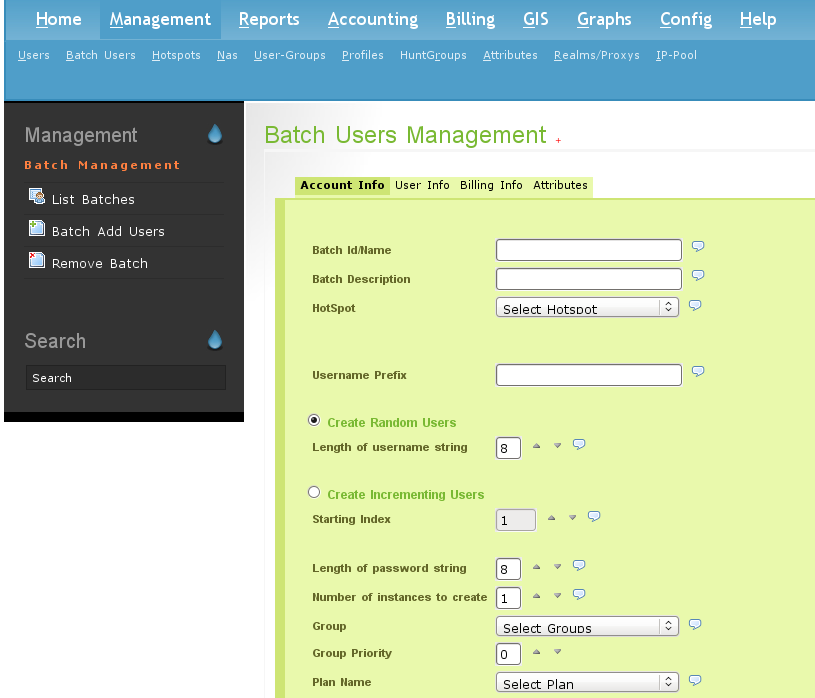 Home Management Reports Accounting Billing GIS Graphs Config Help
Users Batch Users Hotspots Nas User-Groups Profiles HuntGroups Attributes Realms/Proxys IP-Pool
Management
Batch Management
List Batches
Batch Add Users
Remove Batch
Search
Search
Batch Users Management +
Account Info User Info Billing Info Attributes
Batch Id/Name
Batch Description
HotSpot Select Hotspot
Username Prefix
Create Random Users
Length of username string 8
Create Incrementing Users
Starting Index 1
Length of password string 8
Number of instances to create 1
Group Select Groups
Group Priority 0
Plan Name Select Plan